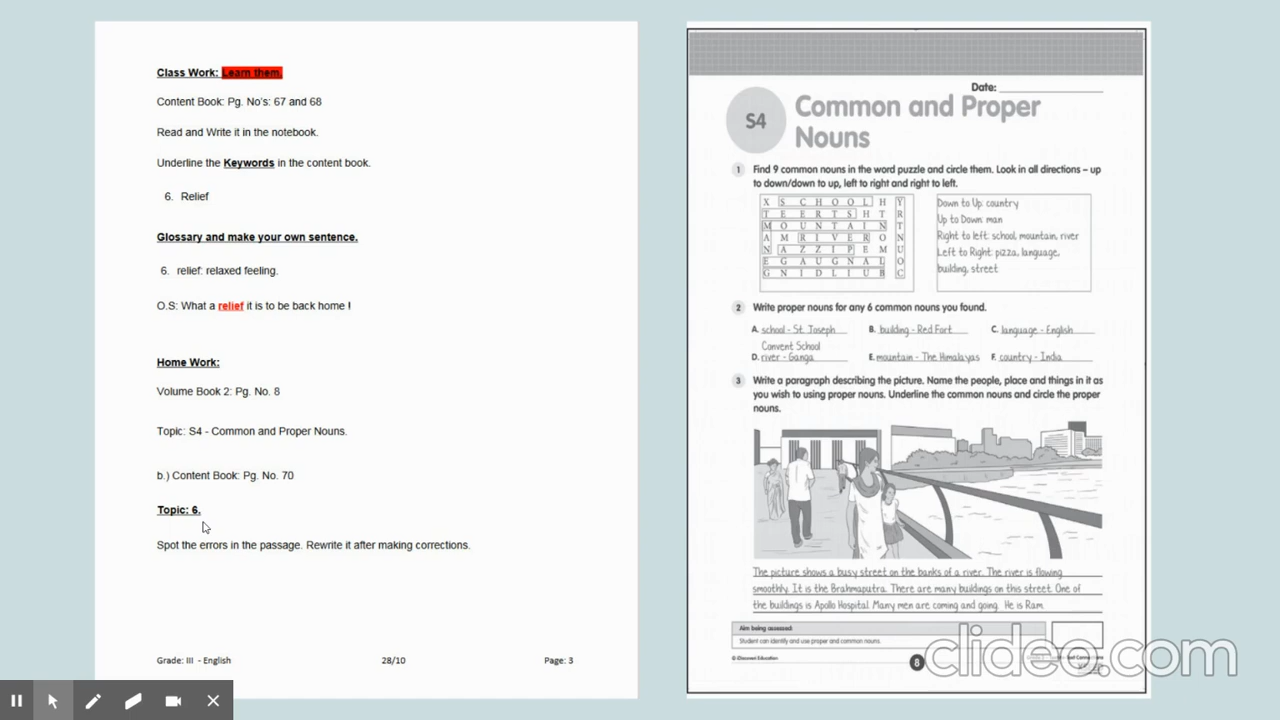 Class Work: Learn them.
Content Book: Pg. No's: 67 and 68
Read and Write it in the notebook.
Underline the Keywords in the content book.
6. Relief
Glossary and make your own sentence.
6. relief: relaxed feeling.
O.S: What a relief it is to be back home !
Home Work:
Volume Book 2: Pg. No. 8
Topic: S4 - Common and Proper Nouns.
b.) Content Book: Pg. No. 70
Topic: 6.
Spot the errors in the passage. Rewrite it after making corrections.
Grade: III - English 28/10 Page: 3
Date:
S4
Common and Proper
Nouns
1 Find 9 common nouns in the word puzzle and circle them. Look in all directions – up
to down/down to up, left to right and right to left.
X S C H O O L H Y
T E E R T S H T R
M O U N T A I N T
A M R I V E R O N
N A Z Z I P E M U
E G A U G N A L O
G N I D L I U B C
Down to Up: country
Up to Down: man
Right to left: school, mountain, river
Left to Right: pizza, language,
building, street
2 Write proper nouns for any 6 common nouns you found.
A. school - St. Joseph B. building - Red Fort C. language - English
Convent School
D. river - Ganga E. mountain - The Himalayas F. country - India
3 Write a paragraph describing the picture. Name the people, place and things in it as
you wish to using proper nouns. Underline the common nouns and circle the proper
nouns.
The picture shows a busy street on the banks of a river. The river is flowing
smoothly. It is the Brahmaputra. There are many buildings on this street. One of
the buildings is Apollo Hospital. Many men are coming and going. He is Ram.
Aim being assessed:
Student can identify and use proper and common nouns.
8
clideo.com